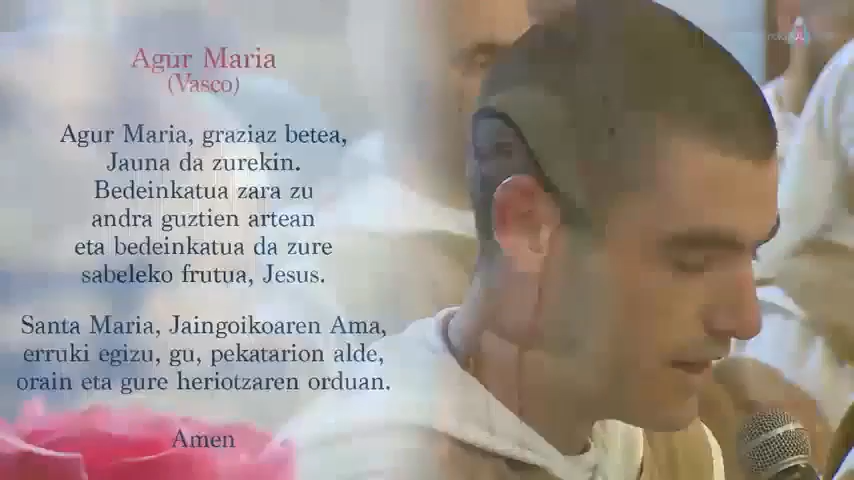 Agur Maria
(Vasco)
Agur Maria, graziaz betea,
Jauna da zurekin.
Bedeinkatua zara zu
andra guztien artean
eta bedeinkatua da zure
sabeleko frutua, Jesus.
Santa Maria, Jaingoikoaren Ama,
erruki egizu, gu, pekatarion alde,
orain eta gure heriotzaren orduan.
Amen